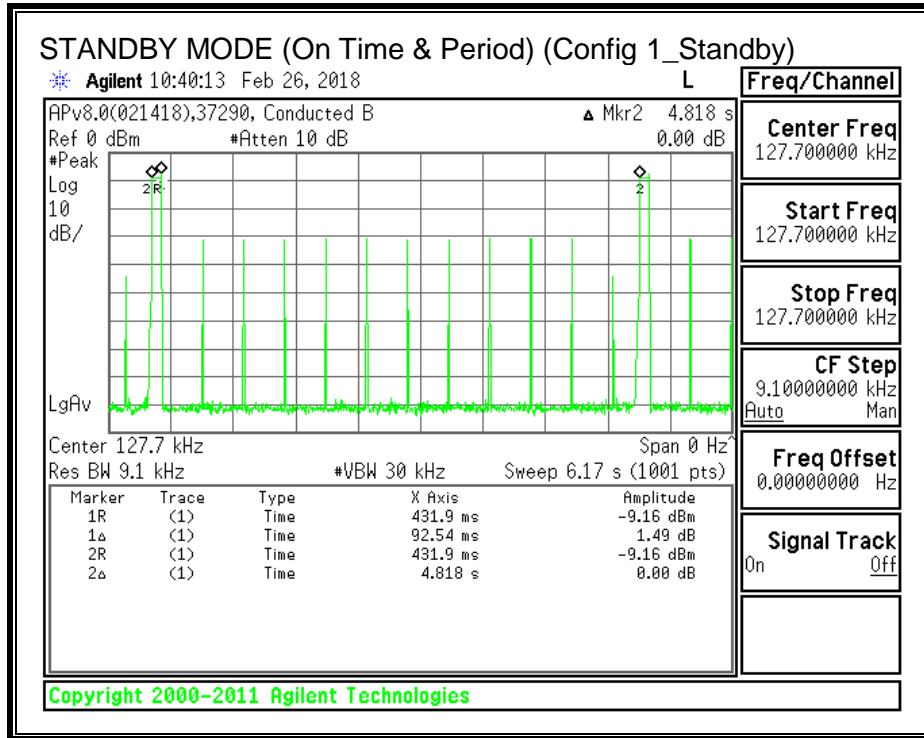 STANDBY MODE (On Time & Period) (Config 1_Standby)
Agilent 10:40:13 Feb 26, 2018 L
APv8.0(021418),37290, Conducted B Δ Mkr2 4.818 s
Ref 0 dBm #Atten 10 dB 0.00 dB
#Peak
Log
10
dB/
2R
2
LgAv
Center 127.7 kHz Span 0 Hz^
Res BW 9.1 kHz #VBW 30 kHz Sweep 6.17 s (1001 pts)
Marker Trace Type X Axis Amplitude
1R (1) Time 431.9 ms -9.16 dBm
1Δ (1) Time 92.54 ms 1.49 dB
2R (1) Time 431.9 ms -9.16 dBm
2Δ (1) Time 4.818 s 0.00 dB
Freq/Channel
Center Freq
127.700000 kHz
Start Freq
127.700000 kHz
Stop Freq
127.700000 kHz
CF Step
9.10000000 kHz
Auto Man
Freq Offset
0.00000000 Hz
Signal Track
On Off
Copyright 2000-2011 Agilent Technologies